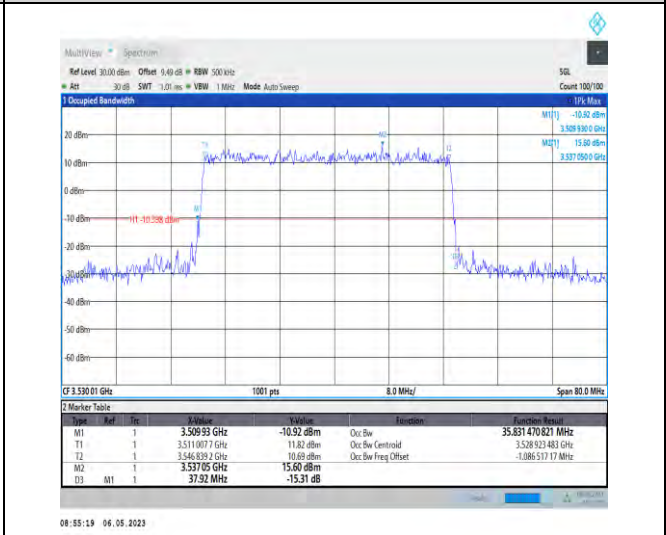 MultiView Spectrum
Ref Level 30.00 dBm Offset 9.49 dB RBW 500 kHz SGL
Att 30 dB SWT 1.01 ms VBW 1 MHz Mode Auto Sweep Count 100/100
1 Occupied Bandwidth 1Pk Max
M1[1] -10.92 dBm
3.509 930 0 GHz
M2[1] 15.60 dBm
3.537 050 0 GHz
20 dBm
M2
T1
T2
10 dBm
0 dBm
M1
-10 dBm H1 -10.398 dBm
-20 dBm
-30 dBm
-40 dBm
-50 dBm
-60 dBm
CF 3.530 01 GHz 1001 pts 8.0 MHz/ Span 80.0 MHz
2 Marker Table
Type Ref Trc X-Value Y-Value Function Function Result
M1 1 3.509 93 GHz -10.92 dBm Occ Bw 35.831 470 821 MHz
T1 1 3.511 007 7 GHz 11.82 dBm Occ Bw Centroid 3.528 923 483 GHz
T2 1 3.546 839 2 GHz 10.69 dBm Occ Bw Freq Offset -1.086 517 17 MHz
M2 1 3.537 05 GHz 15.60 dBm
D3 M1 1 37.92 MHz -15.31 dB
08:55:19 06.05.2023